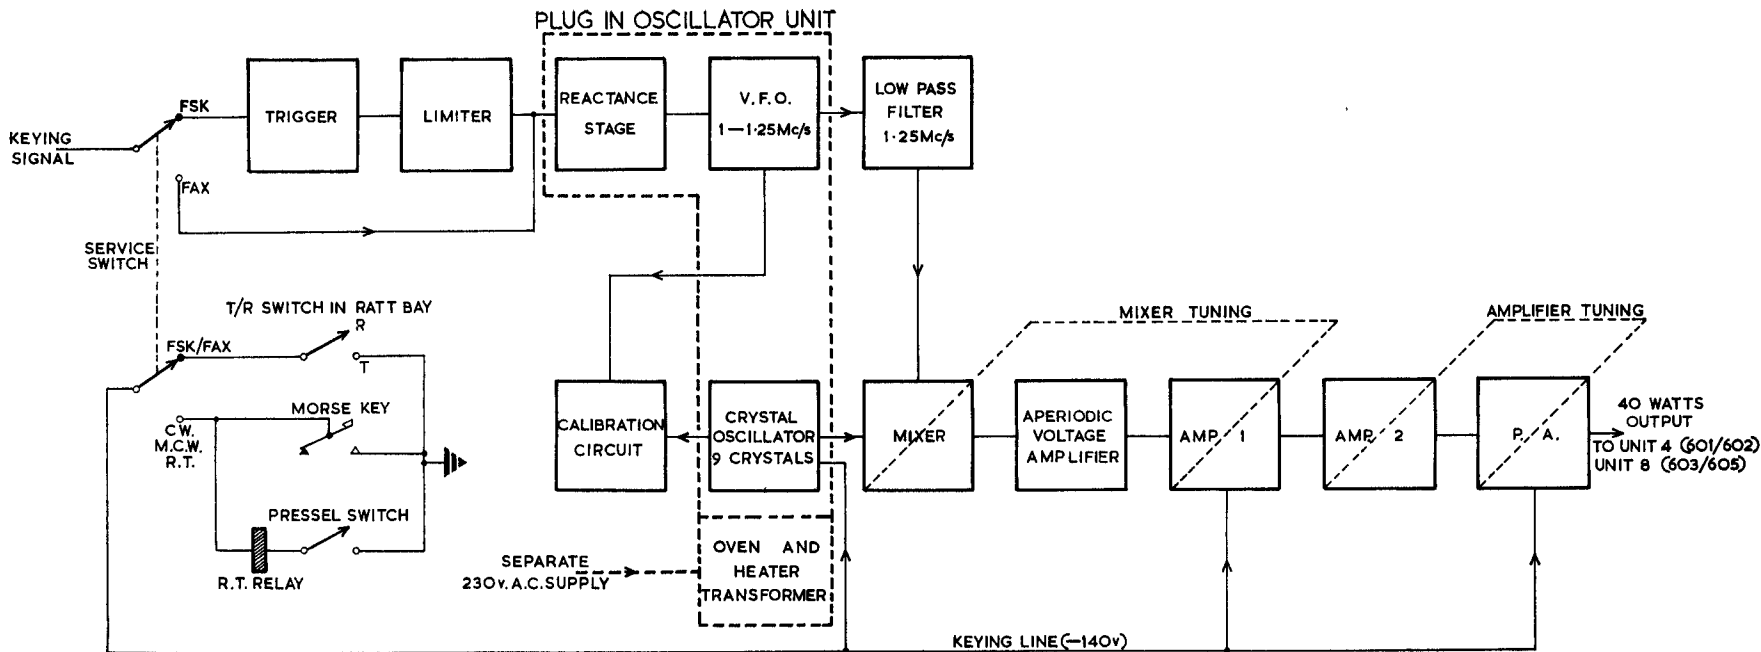 PLUG IN OSCILLATOR UNIT
KEYING
SIGNAL
FSK
FAX
TRIGGER
LIMITER
REACTANCE
STAGE
V.F.O.
1—1·25Mc/s
LOW PASS
FILTER
1·25Mc/s
SERVICE
SWITCH
T/R SWITCH IN RATT BAY
R
T
FSK/FAX
MORSE KEY
C.W.
M.C.W.
R.T.
PRESSEL SWITCH
R.T. RELAY
CALIBRATION
CIRCUIT
CRYSTAL
OSCILLATOR
9 CRYSTALS
MIXER TUNING
AMPLIFIER TUNING
MIXER
APERIODIC
VOLTAGE
AMPLIFIER
AMP. 1
AMP. 2
P. A.
40 WATTS
OUTPUT
TO UNIT 4 (601/602)
UNIT 8 (603/605)
SEPARATE
230v. A.C. SUPPLY
OVEN AND
HEATER
TRANSFORMER
KEYING LINE (—140v)